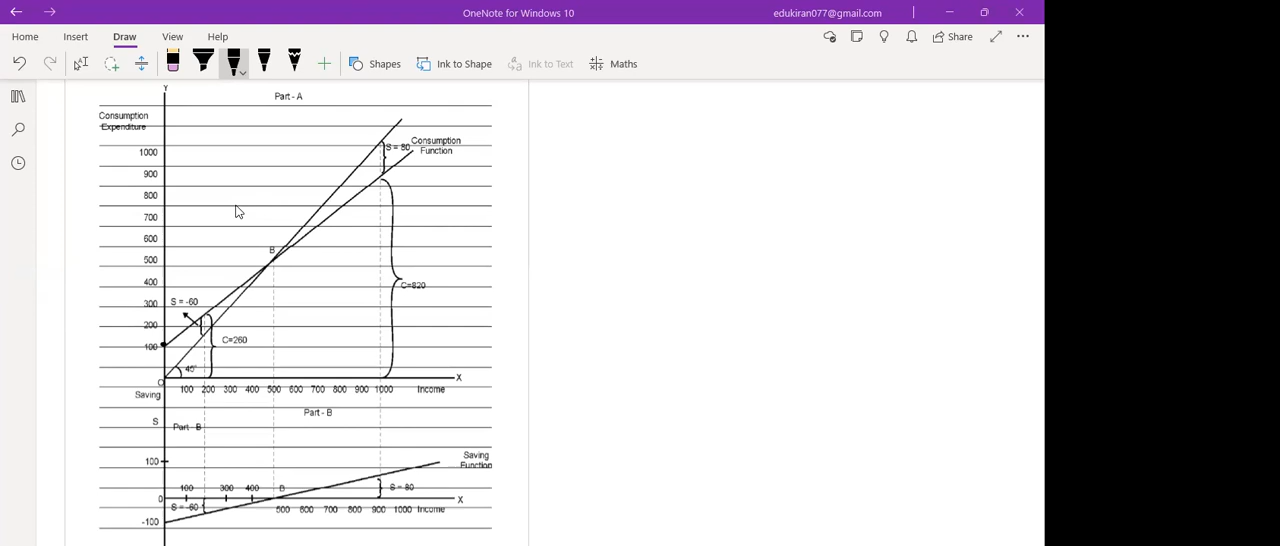 OneNote for Windows 10
edukiran077@gmail.com
Home Insert Draw View Help
Share
Shapes Ink to Shape Ink to Text Maths
Y
Part - A
Consumption
Expenditure
Consumption
Function
S = 80
1000
900
800
700
600
B
500
400
300
S = -60
200
C=820
100
C=260
45°
O
X
100 200 300 400 500 600 700 800 900 1000 Income
Saving
Part - B
S
Part - B
Saving
Function
100
100 300 400 B
S = 80
0
X
S = -60
500 600 700 800 900 1000 Income
-100